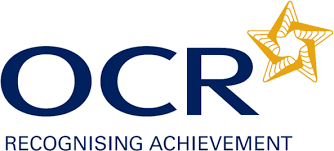 OCR
RECOGNISING ACHIEVEMENT